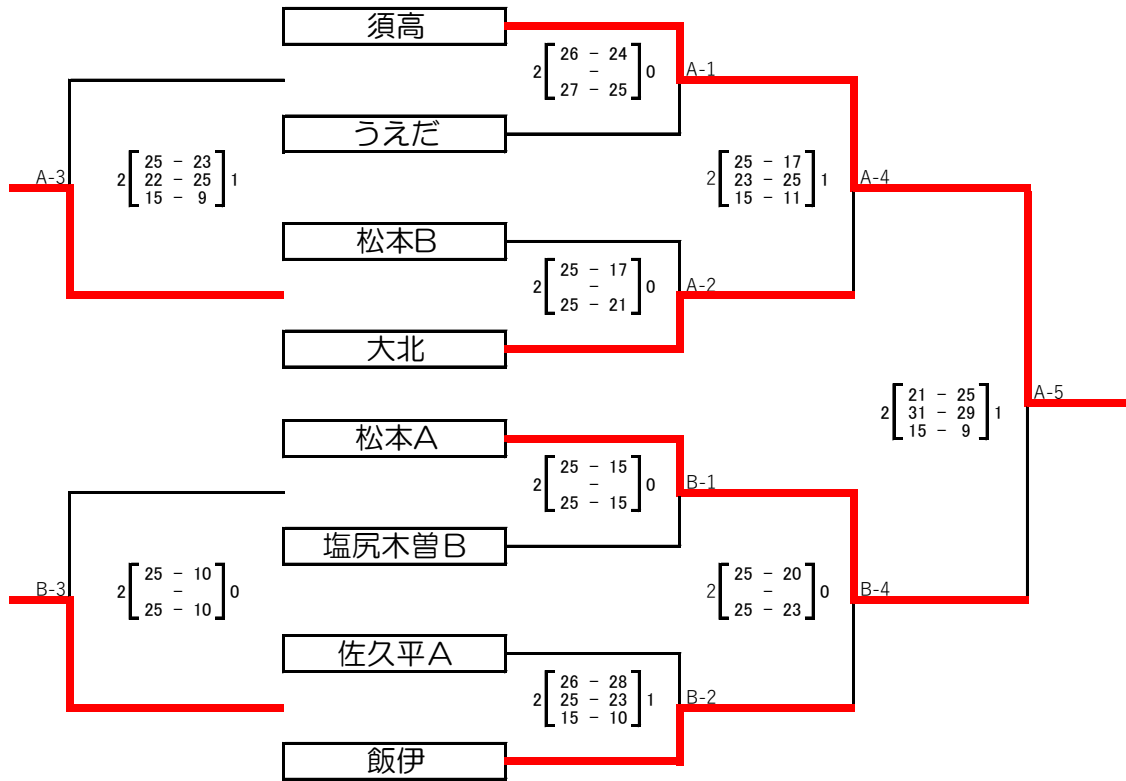 須高
26 - 24
2 - 0
27 - 25
A-1
うえだ
25 - 23
2 22 - 25 1
15 - 9
A-3
25 - 17
2 23 - 25 1
15 - 11
A-4
松本B
25 - 17
2 - 0
25 - 21
A-2
大北
21 - 25
2 31 - 29 1
15 - 9
A-5
松本A
25 - 15
2 - 0
25 - 15
B-1
塩尻木曽B
25 - 10
2 - 0
25 - 10
B-3
25 - 20
2 - 0
25 - 23
B-4
佐久平A
26 - 28
2 25 - 23 1
15 - 10
B-2
飯伊